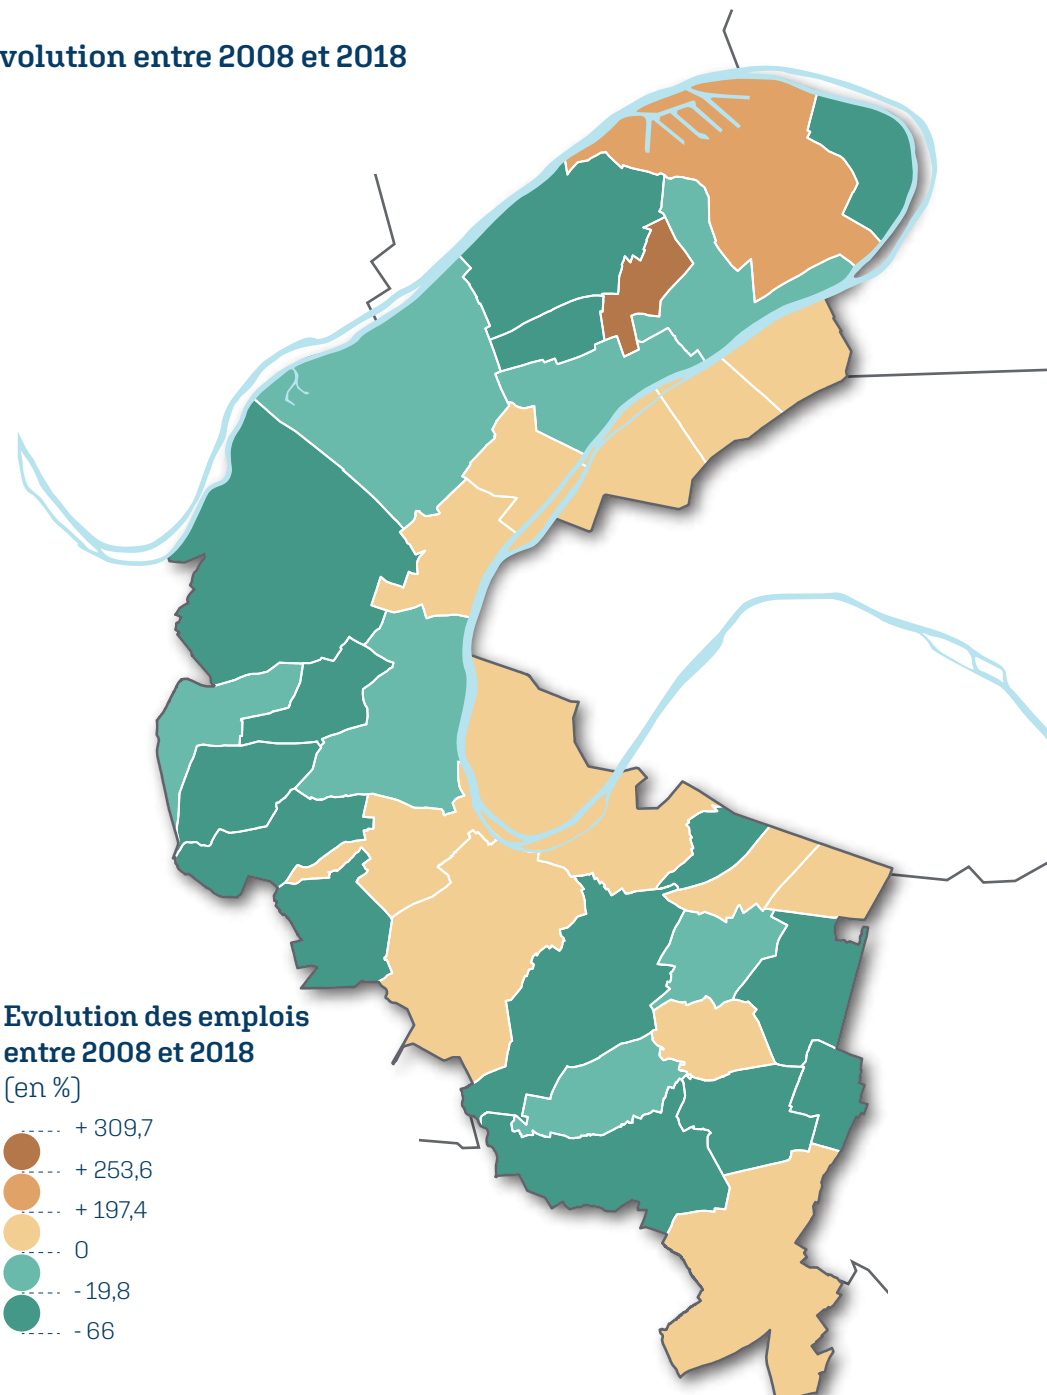 volution entre 2008 et 2018
Evolution des emplois
entre 2008 et 2018
(en %)
+ 309,7
+ 253,6
+ 197,4
0
- 19,8
- 66